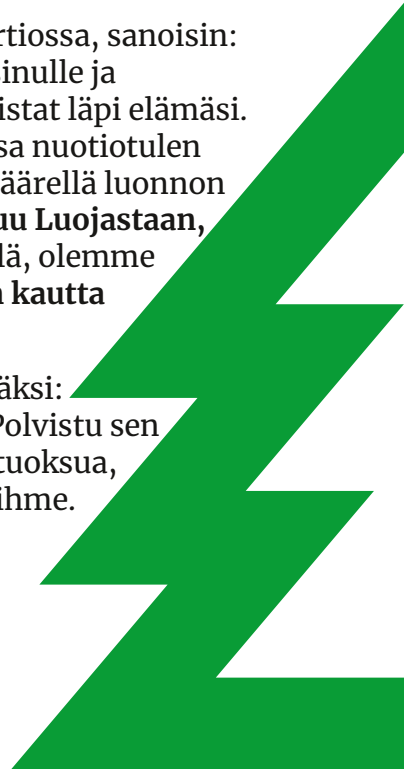 rtiossa, sanoisin:
inulle ja
istat läpi elämäsi.
sa nuotiotulen
äärellä luonnon
uu Luojastaan,
lä, olemme
n kautta
äksi:
Polvistu sen
tuoksua,
ihme.